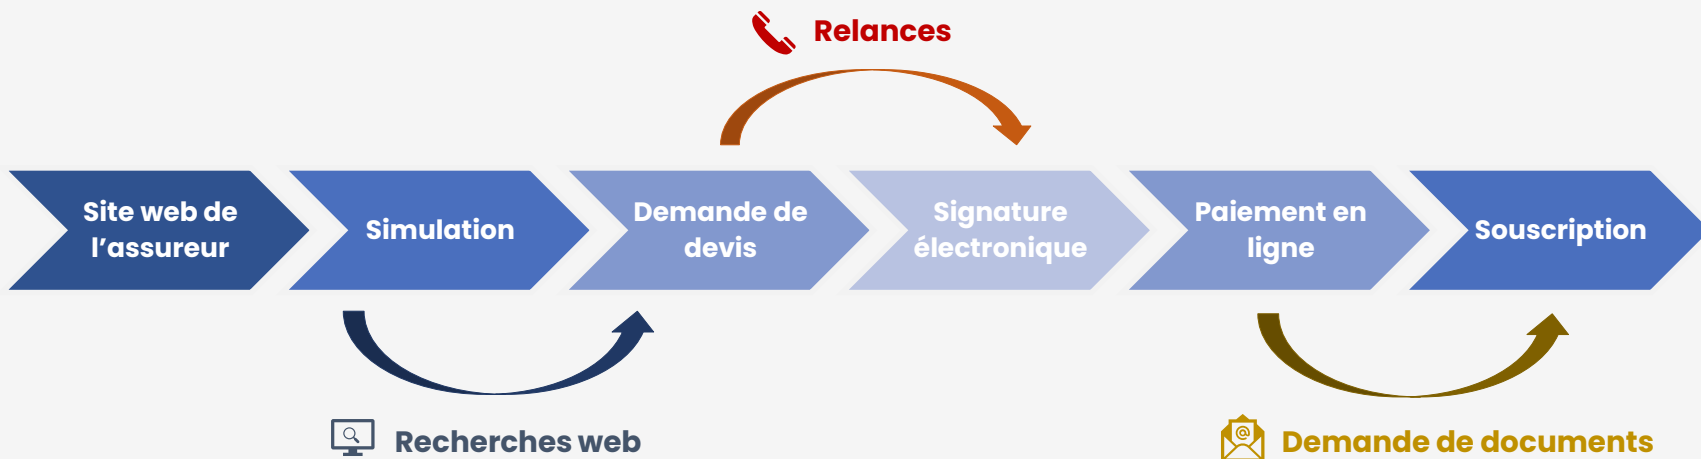 Relances
Site web de
l’assureur
Simulation
Demande de
devis
Signature
électronique
Paiement en
ligne
Souscription
Recherches web
@
Demande de documents